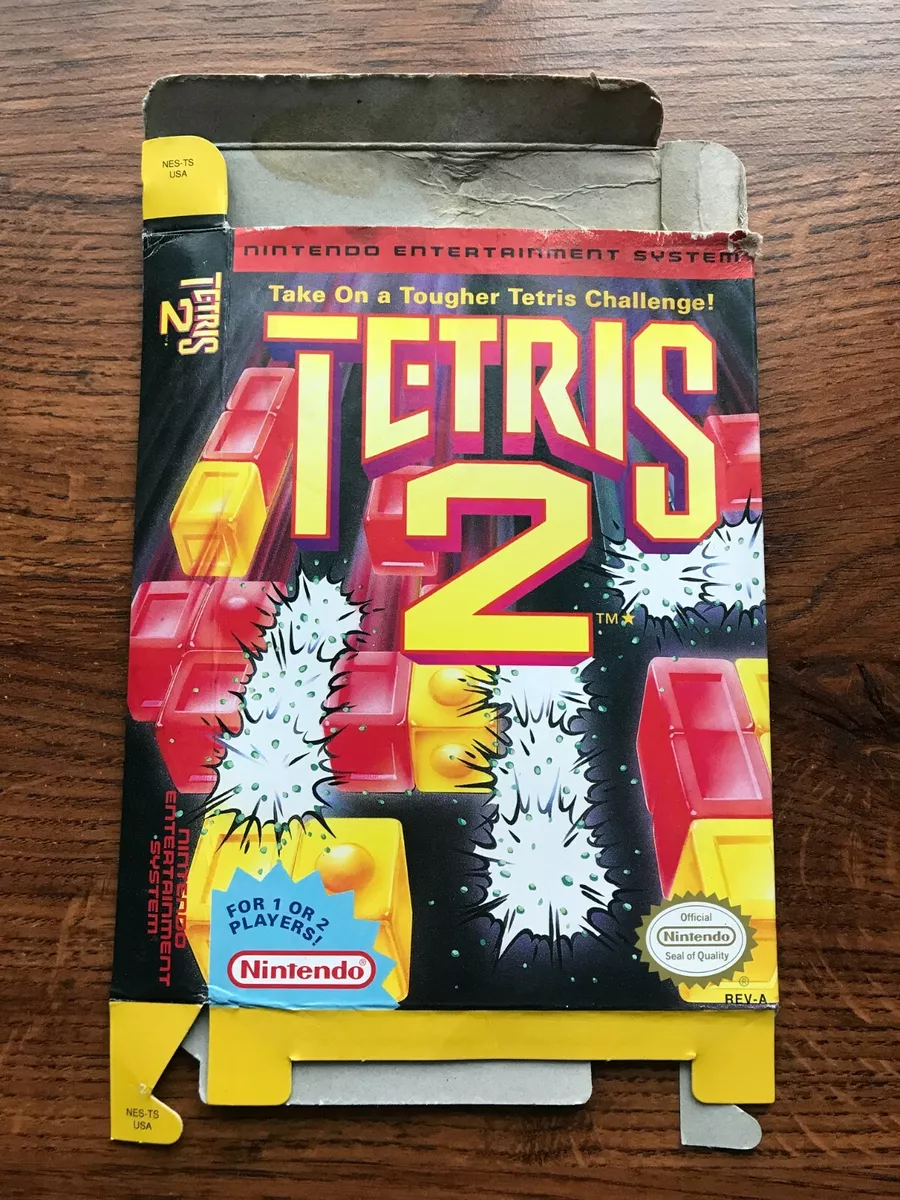 NES-TS
USA
NINTENDO ENTERTAINMENT SYSTEM
Take On a Tougher Tetris Challenge!
TETRIS
2
TM
TETRIS
2
NINTENDO
ENTERTAINMENT
SYSTEM
FOR 1 OR 2
PLAYERS!
Nintendo®
Official
Nintendo
Seal of Quality
®
REV-A
NES-TS
USA